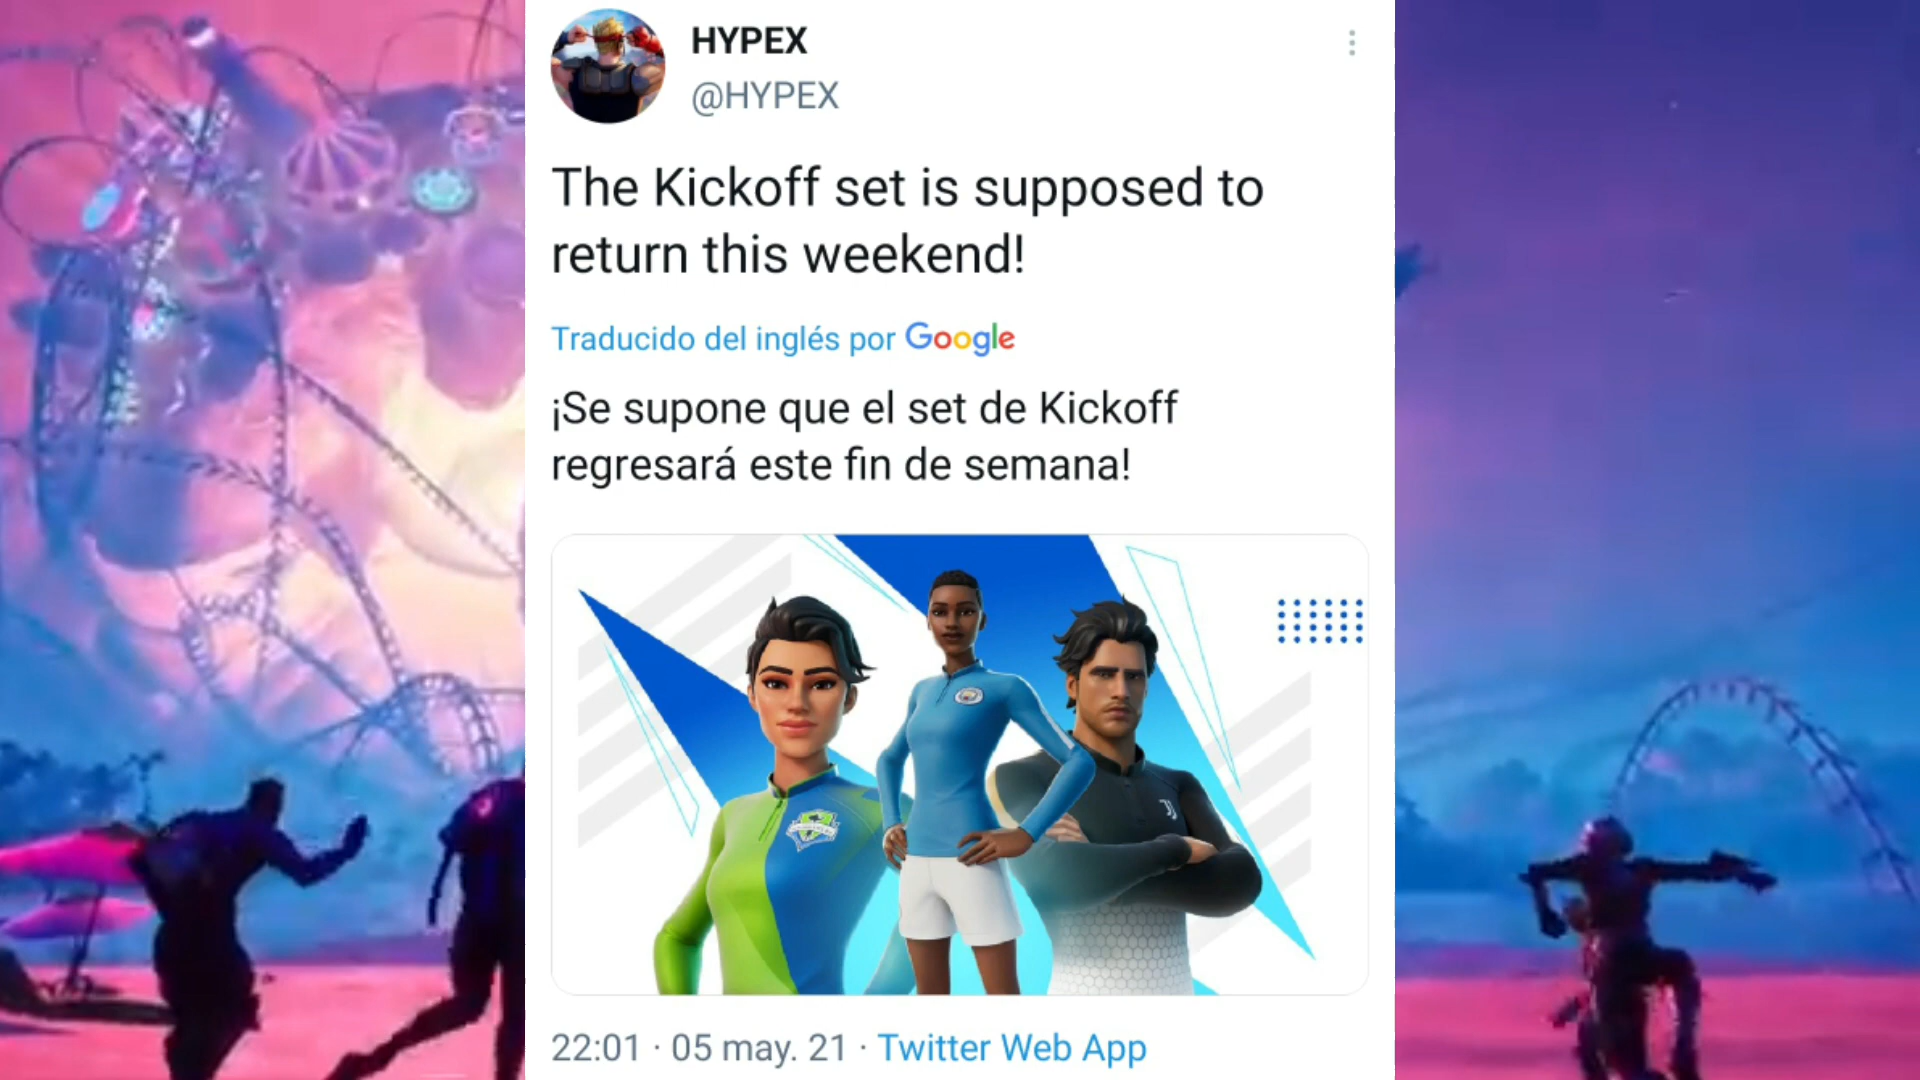 HYPEX
@HYPEX
The Kickoff set is supposed to
return this weekend!
Traducido del inglés por Google
¡Se supone que el set de Kickoff
regresará este fin de semana!
22:01 · 05 may. 21 · Twitter Web App